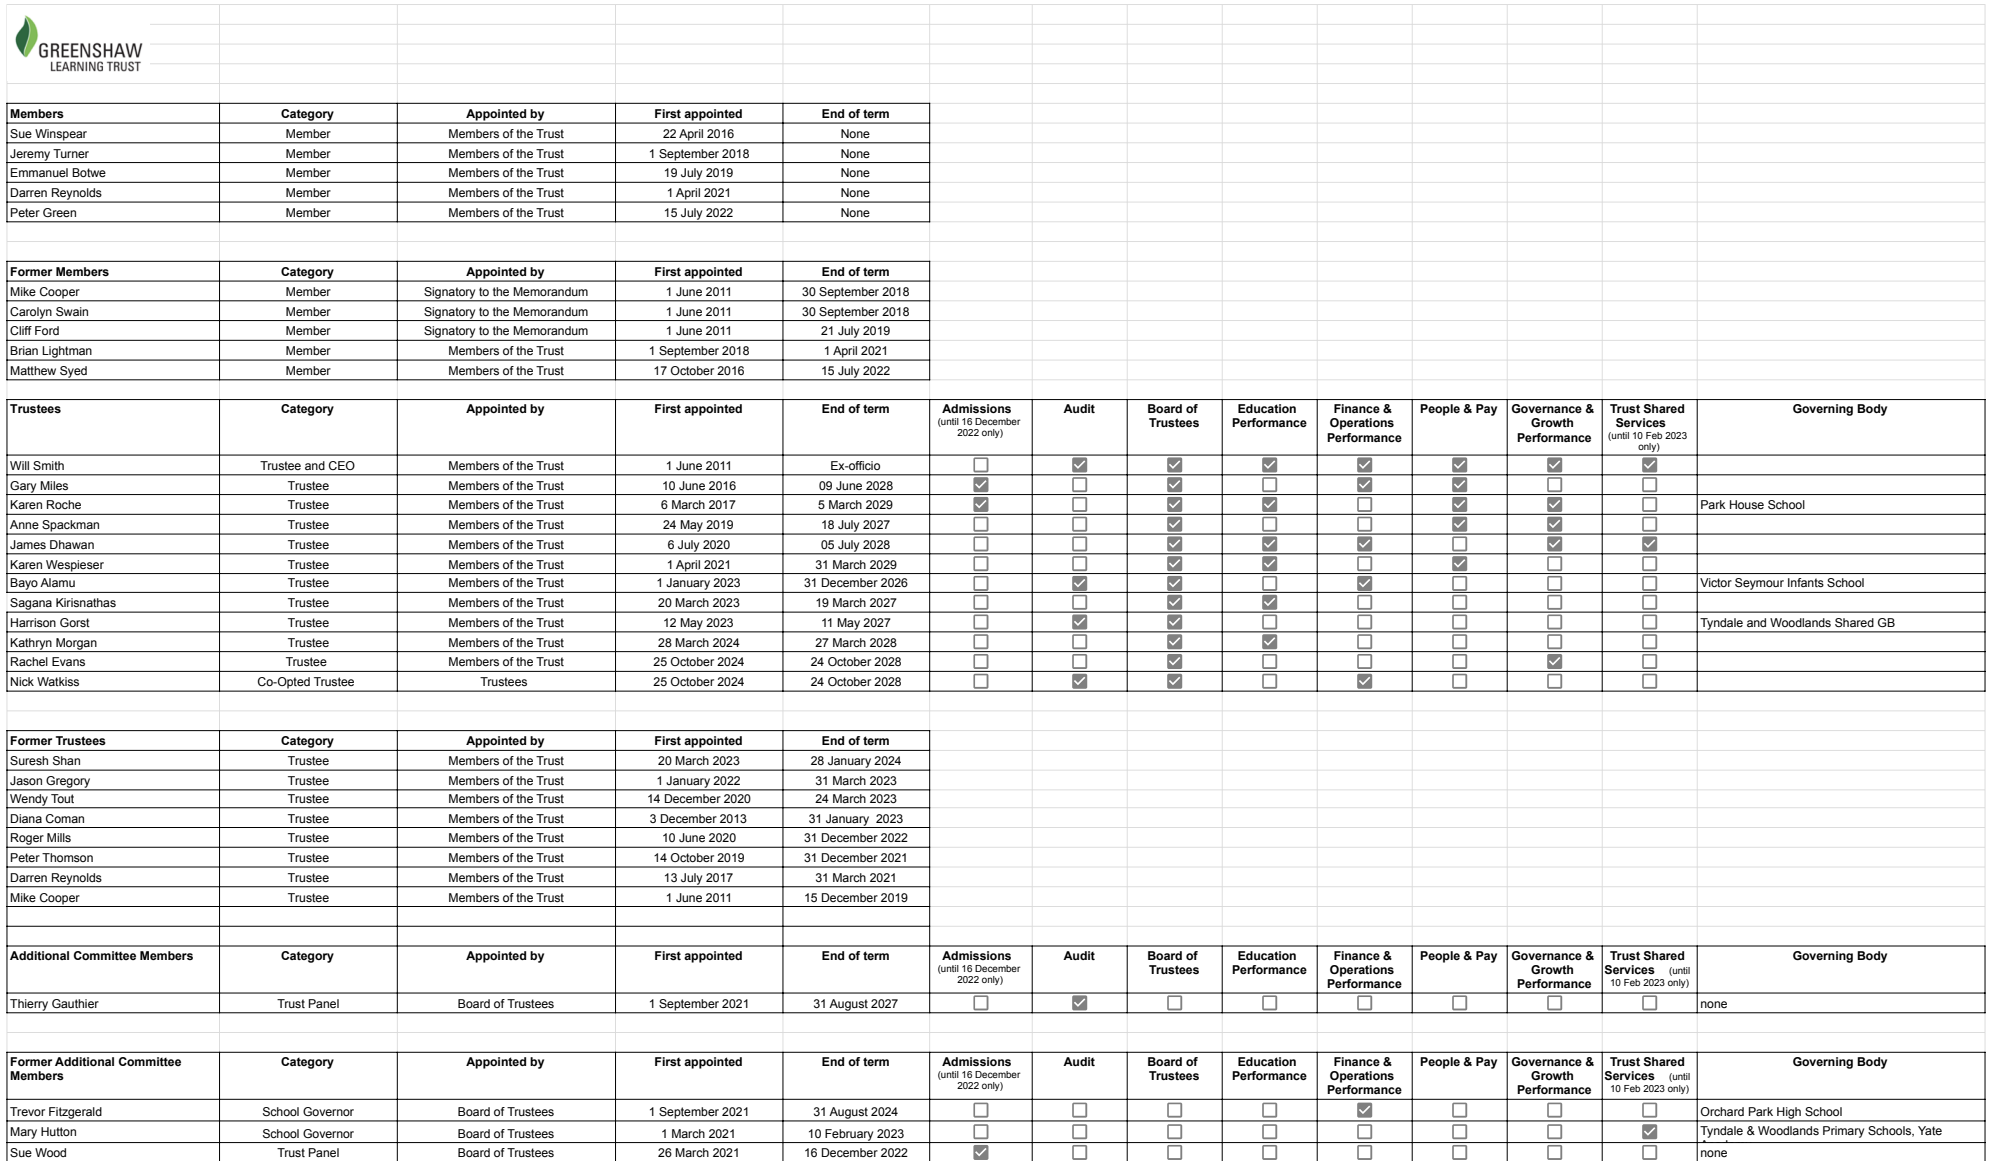 GREENSHAW
LEARNING TRUST
Members Category Appointed by First appointed End of term
Sue Winspear Member Members of the Trust 22 April 2016 None
Jeremy Turner Member Members of the Trust 1 September 2018 None
Emmanuel Botwe Member Members of the Trust 19 July 2019 None
Darren Reynolds Member Members of the Trust 1 April 2021 None
Peter Green Member Members of the Trust 15 July 2022 None
Former Members Category Appointed by First appointed End of term
Mike Cooper Member Signatory to the Memorandum 1 June 2011 30 September 2018
Carolyn Swain Member Signatory to the Memorandum 1 June 2011 30 September 2018
Cliff Ford Member Signatory to the Memorandum 1 June 2011 21 July 2019
Brian Lightman Member Members of the Trust 1 September 2018 1 April 2021
Matthew Syed Member Members of the Trust 17 October 2016 15 July 2022
Trustees Category Appointed by First appointed End of term Admissions Audit Board of Education Finance & People & Pay Governance & Trust Shared Governing Body
(until 16 December Trustees Performance Operations Growth Services
2022 only) Performance Performance (until 10 Feb 2023
only)
Will Smith Trustee and CEO Members of the Trust 1 June 2011 Ex-officio
Gary Miles Trustee Members of the Trust 10 June 2016 09 June 2028
Karen Roche Trustee Members of the Trust 6 March 2017 5 March 2029 Park House School
Anne Spackman Trustee Members of the Trust 24 May 2019 18 July 2027
James Dhawan Trustee Members of the Trust 6 July 2020 05 July 2028
Karen Wespieser Trustee Members of the Trust 1 April 2021 31 March 2029
Bayo Alamu Trustee Members of the Trust 1 January 2023 31 December 2026 Victor Seymour Infants School
Sagana Kirisnathas Trustee Members of the Trust 20 March 2023 19 March 2027
Harrison Gorst Trustee Members of the Trust 12 May 2023 11 May 2027 Tyndale and Woodlands Shared GB
Kathryn Morgan Trustee Members of the Trust 28 March 2024 27 March 2028
Rachel Evans Trustee Members of the Trust 25 October 2024 24 October 2028
Nick Watkiss Co-Opted Trustee Trustees 25 October 2024 24 October 2028
Former Trustees Category Appointed by First appointed End of term
Suresh Shan Trustee Members of the Trust 20 March 2023 28 January 2024
Jason Gregory Trustee Members of the Trust 1 January 2022 31 March 2023
Wendy Tout Trustee Members of the Trust 14 December 2020 24 March 2023
Diana Coman Trustee Members of the Trust 3 December 2013 31 January 2023
Roger Mills Trustee Members of the Trust 10 June 2020 31 December 2022
Peter Thomson Trustee Members of the Trust 14 October 2019 31 December 2021
Darren Reynolds Trustee Members of the Trust 13 July 2017 31 March 2021
Mike Cooper Trustee Members of the Trust 1 June 2011 15 December 2019
Additional Committee Members Category Appointed by First appointed End of term Admissions Audit Board of Education Finance & People & Pay Governance & Trust Shared Governing Body
(until 16 December Trustees Performance Operations Growth Services (until
2022 only) Performance Performance 10 Feb 2023 only)
Thierry Gauthier Trust Panel Board of Trustees 1 September 2021 31 August 2027 none
Former Additional Committee Category Appointed by First appointed End of term Admissions Audit Board of Education Finance & People & Pay Governance & Trust Shared Governing Body
Members (until 16 December Trustees Performance Operations Growth Services (until
2022 only) Performance Performance 10 Feb 2023 only)
Trevor Fitzgerald School Governor Board of Trustees 1 September 2021 31 August 2024 Orchard Park High School
Mary Hutton School Governor Board of Trustees 1 March 2021 10 February 2023 Tyndale & Woodlands Primary Schools, Yate
Sue Wood Trust Panel Board of Trustees 26 March 2021 16 December 2022 none